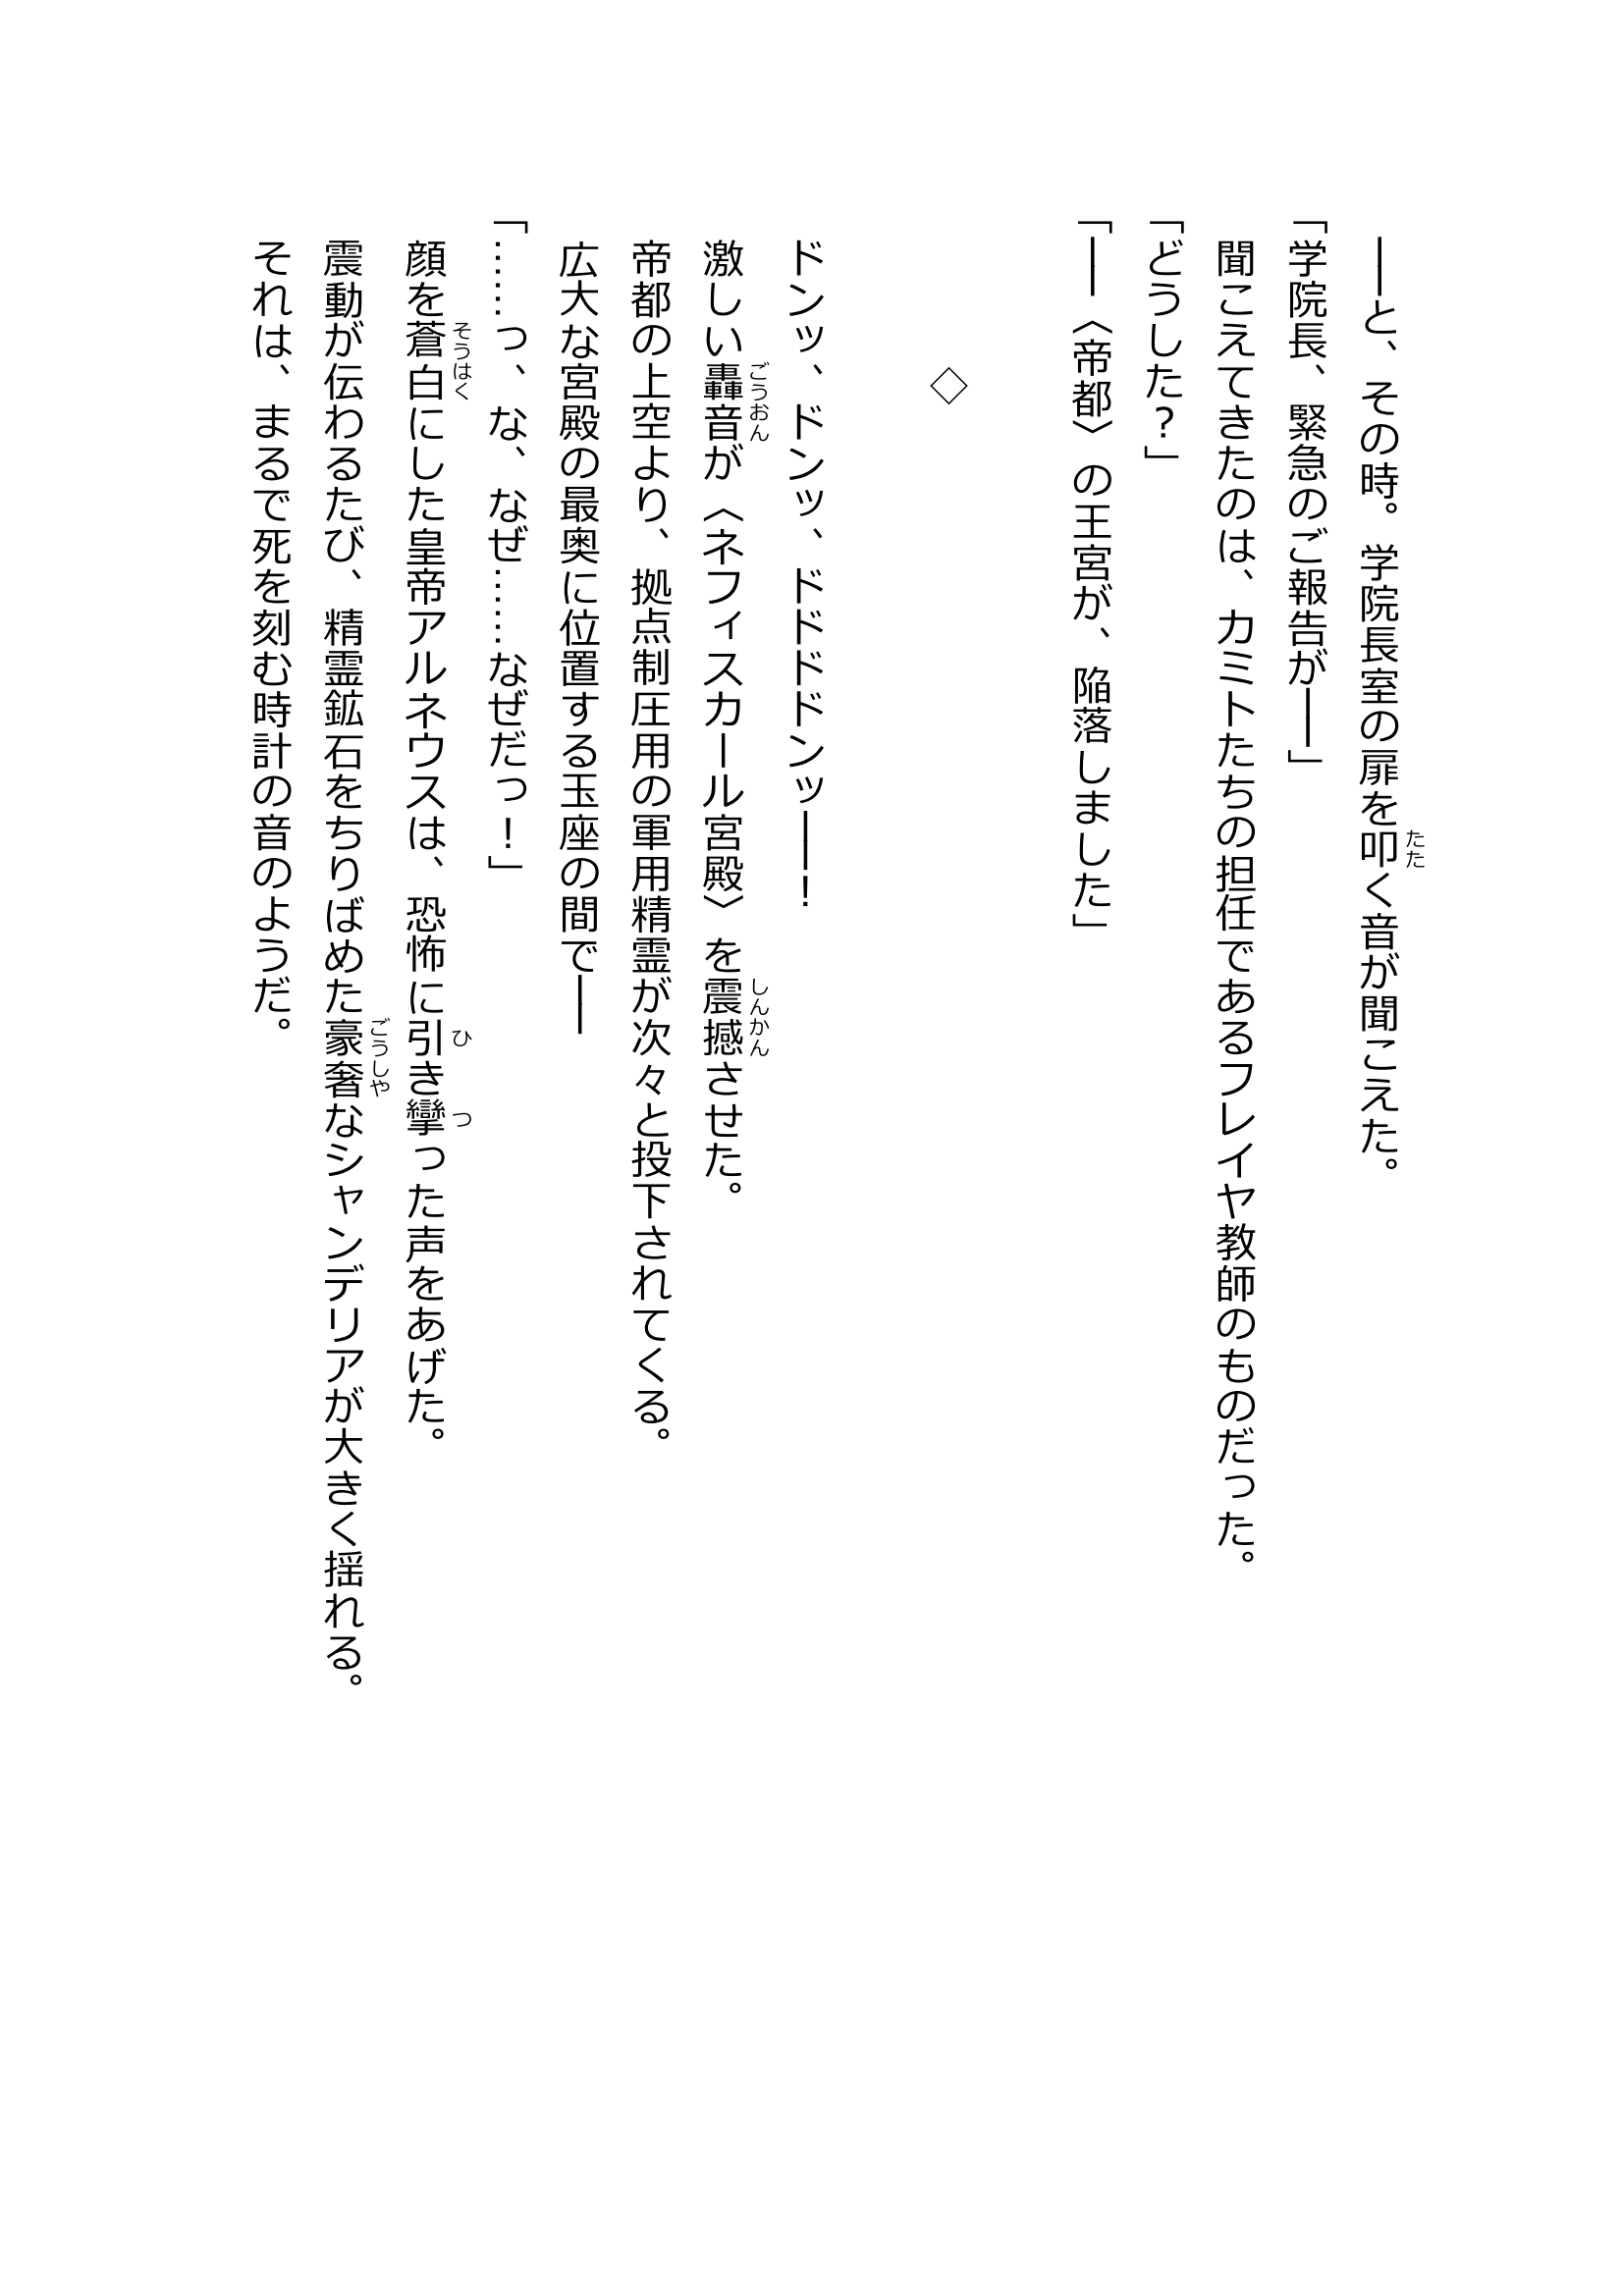 ――と、その時。学院長室の扉を叩く音が聞こえた。
「学院長、緊急のご報告が――」
聞こえてきたのは、カミトたちの担任であるフレイヤ教師のものだった。
「どうした？」
「――〈帝都〉の王宮が、陥落しました」
◇
ドンッ、ドンッ、ドドドドンッ――！
激しい轟音が〈ネフィスカール宮殿〉を震撼させた。
帝都の上空より、拠点制圧用の軍用精霊が次々と投下されてくる。
広大な宮殿の最奥に位置する玉座の間で――
「……っ、な、なぜ……なぜだっ！」
顔を蒼白にした皇帝アルネウスは、恐怖に引き攣った声をあげた。
震動が伝わるたび、精霊鉱石をちりばめた豪奢なシャンデリアが大きく揺れる。
それは、まるで死を刻む時計の音のようだ。